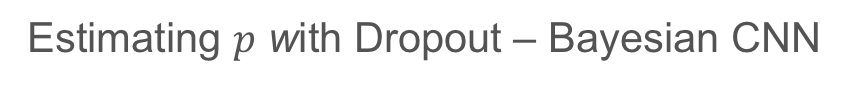 Estimating p with Dropout – Bayesian CNN